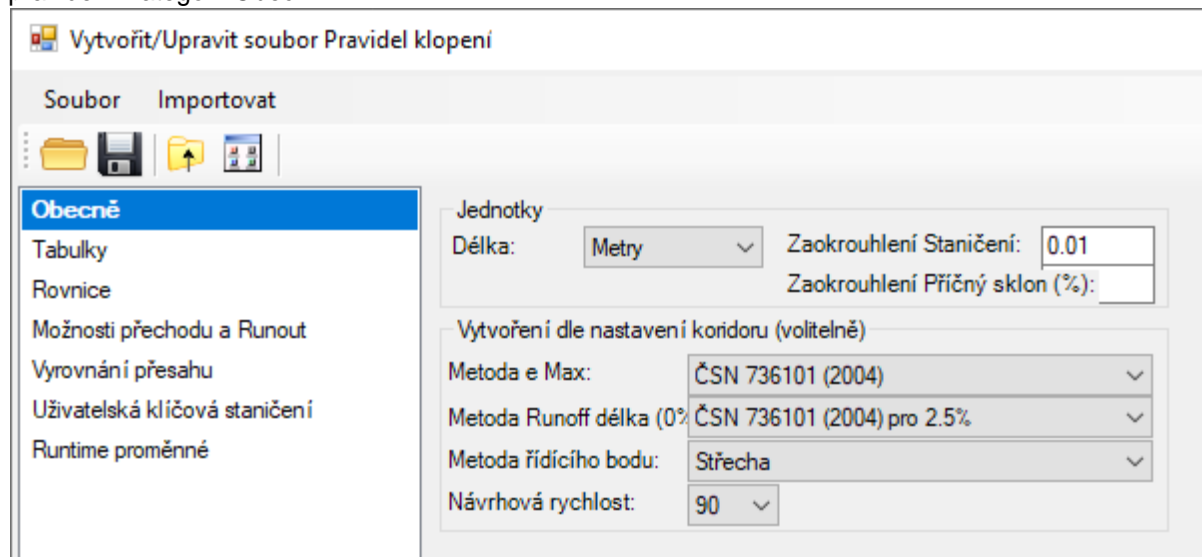 Vytvořit/Upravit soubor Pravidel klopení
Soubor Importovat
Obecně
Tabulky
Rovnice
Možnosti přechodu a Runout
Vyrovnání přesahu
Uživatelská klíčová staničení
Runtime proměnné
Jednotky
Délka: Metry Zaokrouhlení Staničení: 0.01
Zaokrouhlení Příčný sklon (%):
Vytvoření dle nastavení koridoru (volitelně)
Metoda e Max: ČSN 736101 (2004)
Metoda Runoff délka (0% ČSN 736101 (2004) pro 2.5%
Metoda řídícího bodu: Střecha
Návrhová rychlost: 90